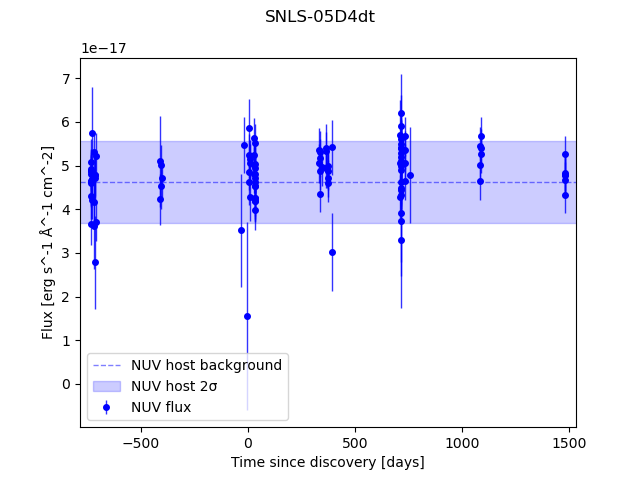 SNLS-05D4dt
1e−17
7
6
5
4
3
2
1
0
Flux [erg s^-1 Å^-1 cm^-2]
NUV host background
NUV host 2σ
NUV flux
−500
0
500
1000
1500
Time since discovery [days]